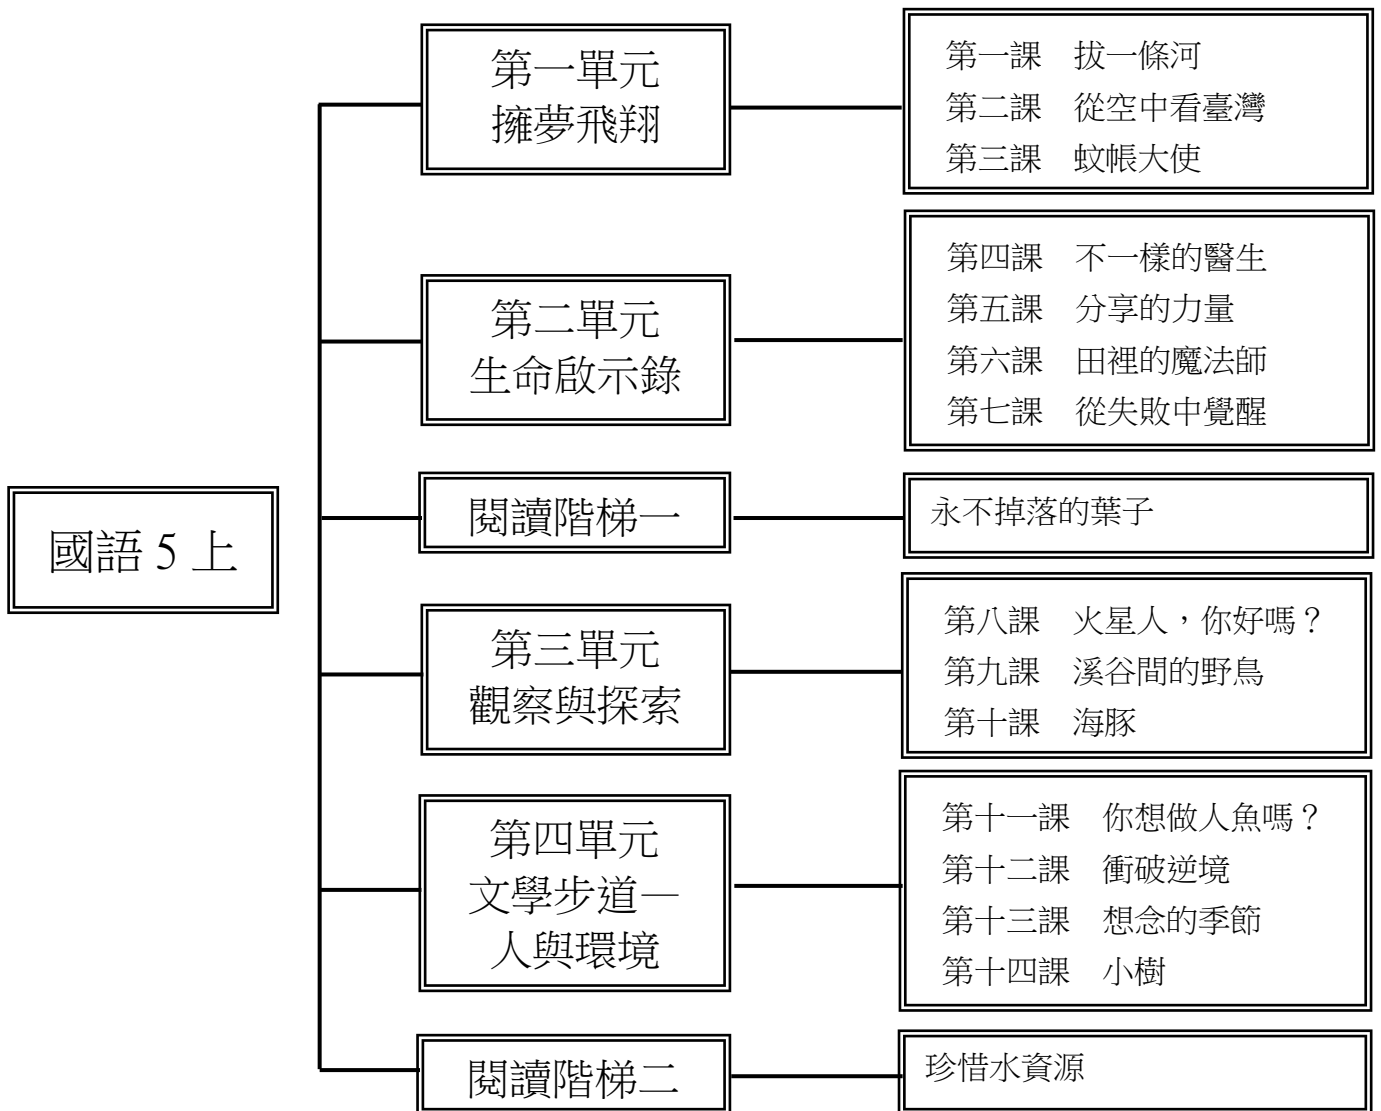 國語 5 上
第一單元
擁夢飛翔
第一課 拔一條河
第二課 從空中看臺灣
第三課 蚊帳大使
第二單元
生命啟示錄
第四課 不一樣的醫生
第五課 分享的力量
第六課 田裡的魔法師
第七課 從失敗中覺醒
閱讀階梯一
永不掉落的葉子
第三單元
觀察與探索
第八課 火星人，你好嗎？
第九課 溪谷間的野鳥
第十課 海豚
第四單元
文學步道—
人與環境
第十一課 你想做人魚嗎？
第十二課 衝破逆境
第十三課 想念的季節
第十四課 小樹
閱讀階梯二
珍惜水資源